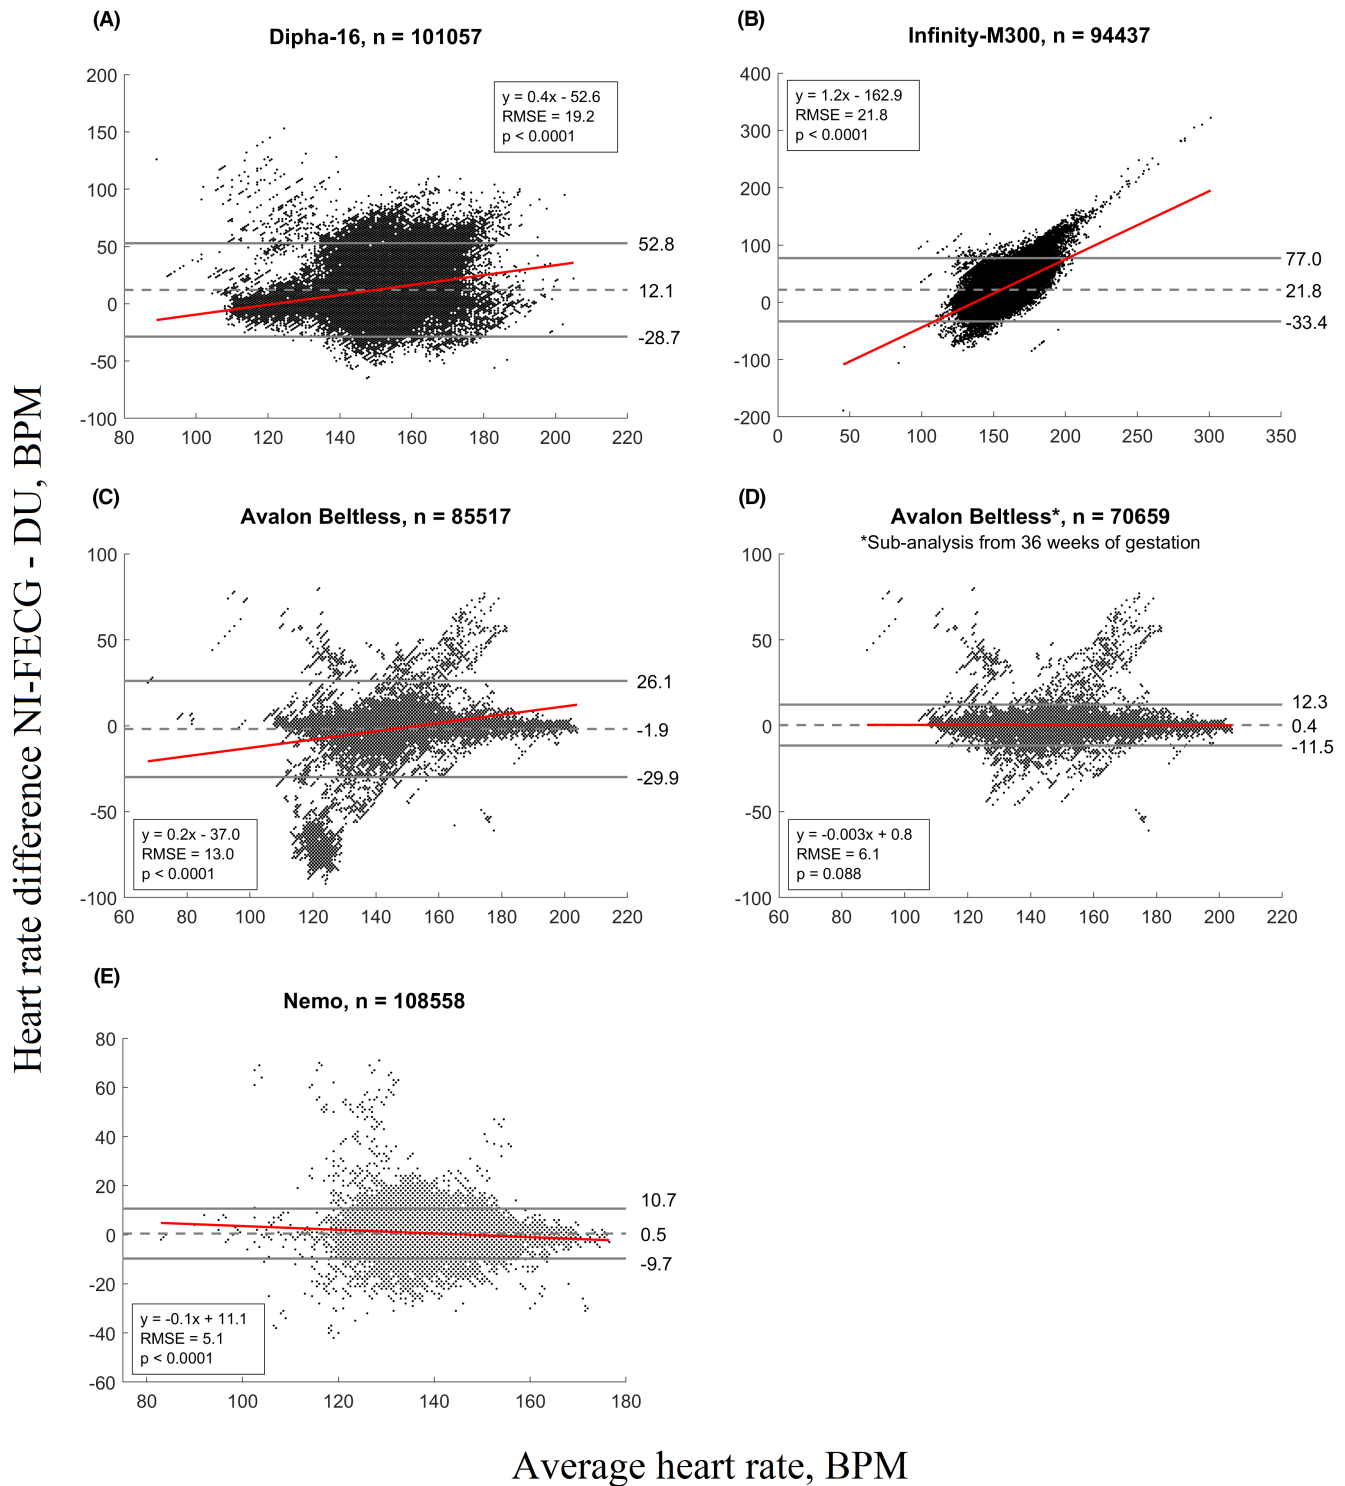 (A)
Dipha-16, n = 101057
200
150
100
50
0
-50
-100
80 100 120 140 160 180 200 220
y = 0.4x - 52.6
RMSE = 19.2
p < 0.0001
52.8
12.1
-28.7
(B)
Infinity-M300, n = 94437
400
300
200
100
0
-100
-200
0 50 100 150 200 250 300 350
y = 1.2x - 162.9
RMSE = 21.8
p < 0.0001
77.0
21.8
-33.4
(C)
Avalon Beltless, n = 85517
100
50
0
-50
-100
60 80 100 120 140 160 180 200 220
y = 0.2x - 37.0
RMSE = 13.0
p < 0.0001
26.1
-1.9
-29.9
(D)
Avalon Beltless*, n = 70659
*Sub-analysis from 36 weeks of gestation
100
50
0
-50
-100
60 80 100 120 140 160 180 200 220
y = -0.003x + 0.8
RMSE = 6.1
p = 0.088
12.3
0.4
-11.5
(E)
Nemo, n = 108558
80
60
40
20
0
-20
-40
-60
80 100 120 140 160 180
y = -0.1x + 11.1
RMSE = 5.1
p < 0.0001
10.7
0.5
-9.7
Heart rate difference NI-FECG - DU, BPM
Average heart rate, BPM